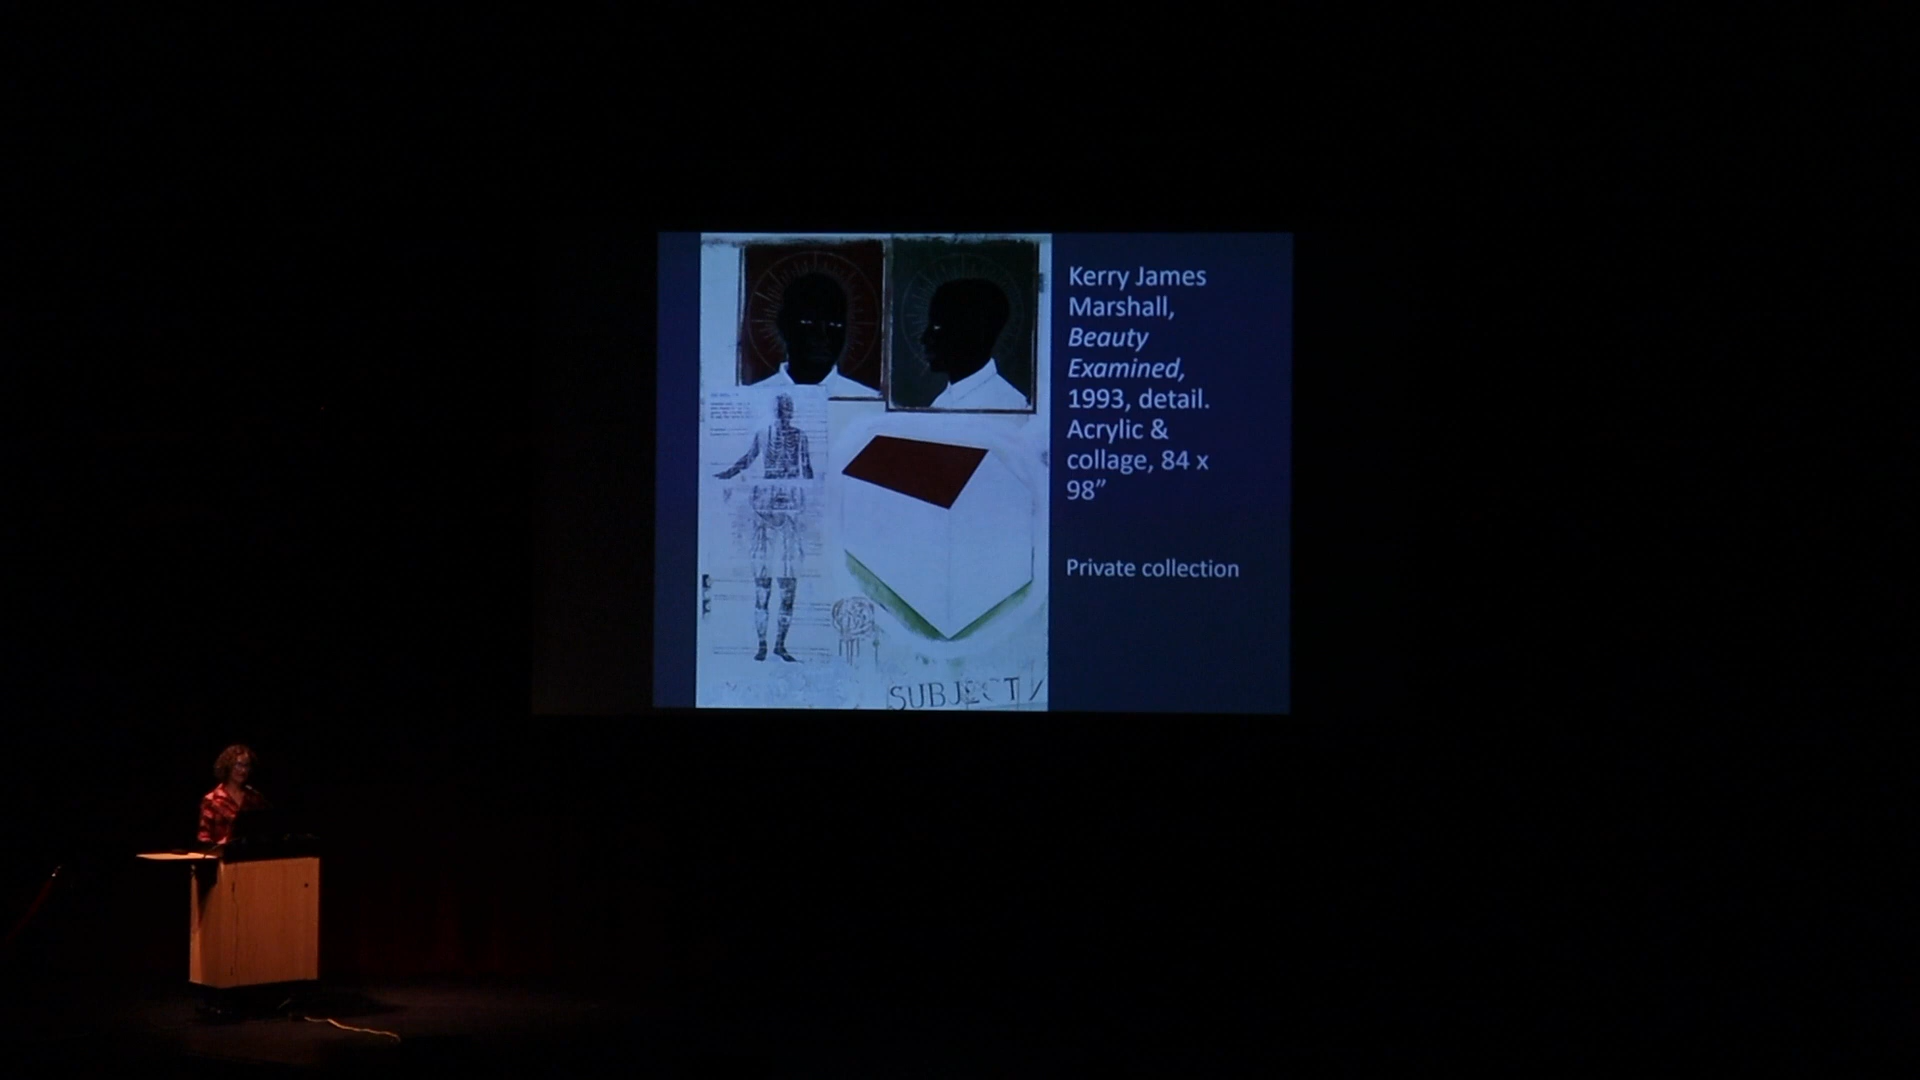 Kerry James
Marshall,
Beauty
Examined,
1993, detail.
Acrylic &
collage, 84 x
98”
Private collection
SUBJECT